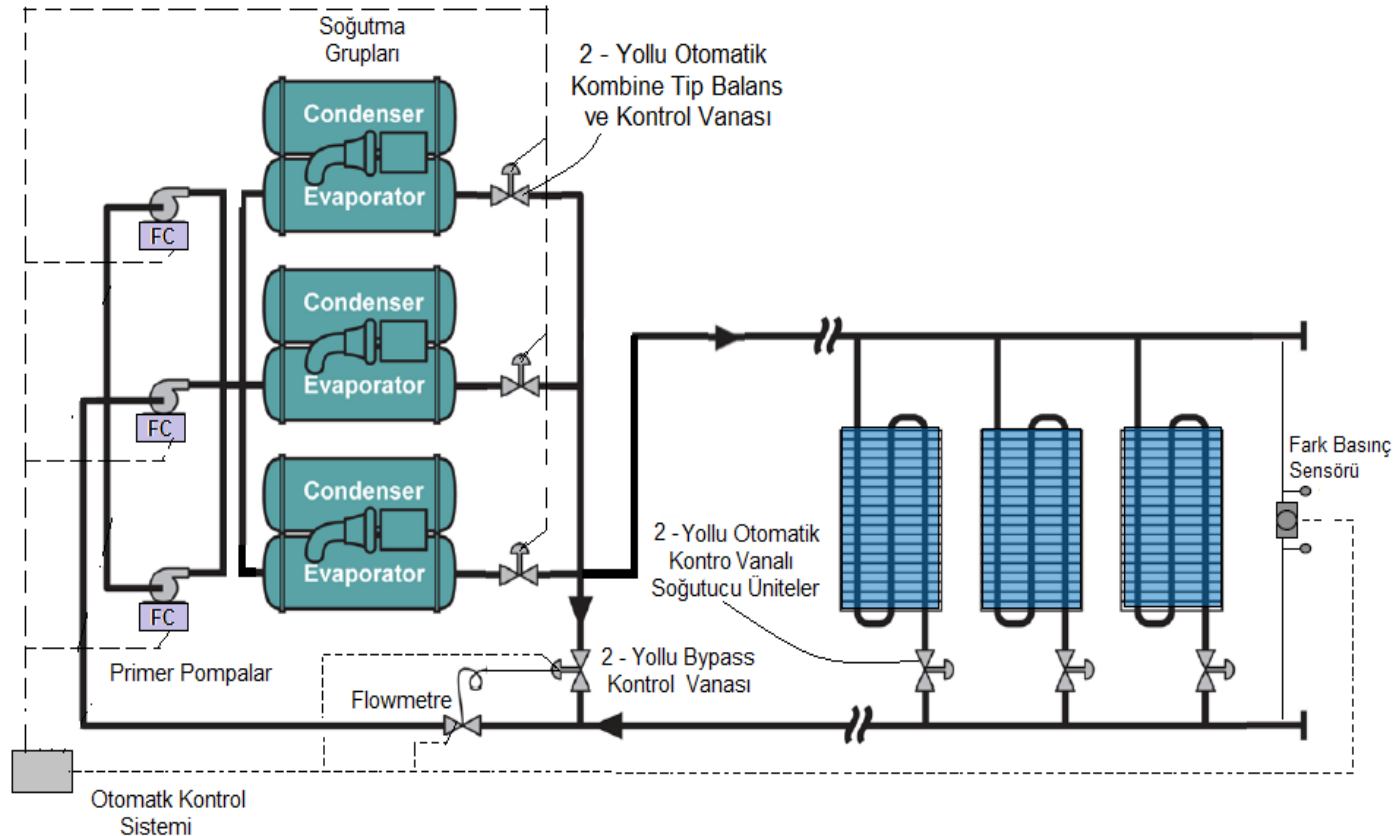 Soğutma
Grupları
2 - Yollu Otomatik
Kombine Tip Balans
ve Kontrol Vanası
Condenser
Evaporator
FC
Condenser
Evaporator
FC
Condenser
Evaporator
FC
Primer Pompalar
Flowmetre
2 - Yollu Bypass
Kontrol Vanası
2 - Yollu Otomatik
Kontro Vanalı
Soğutucu Üniteler
Fark Basınç
Sensörü
Otomatk Kontrol
Sistemi